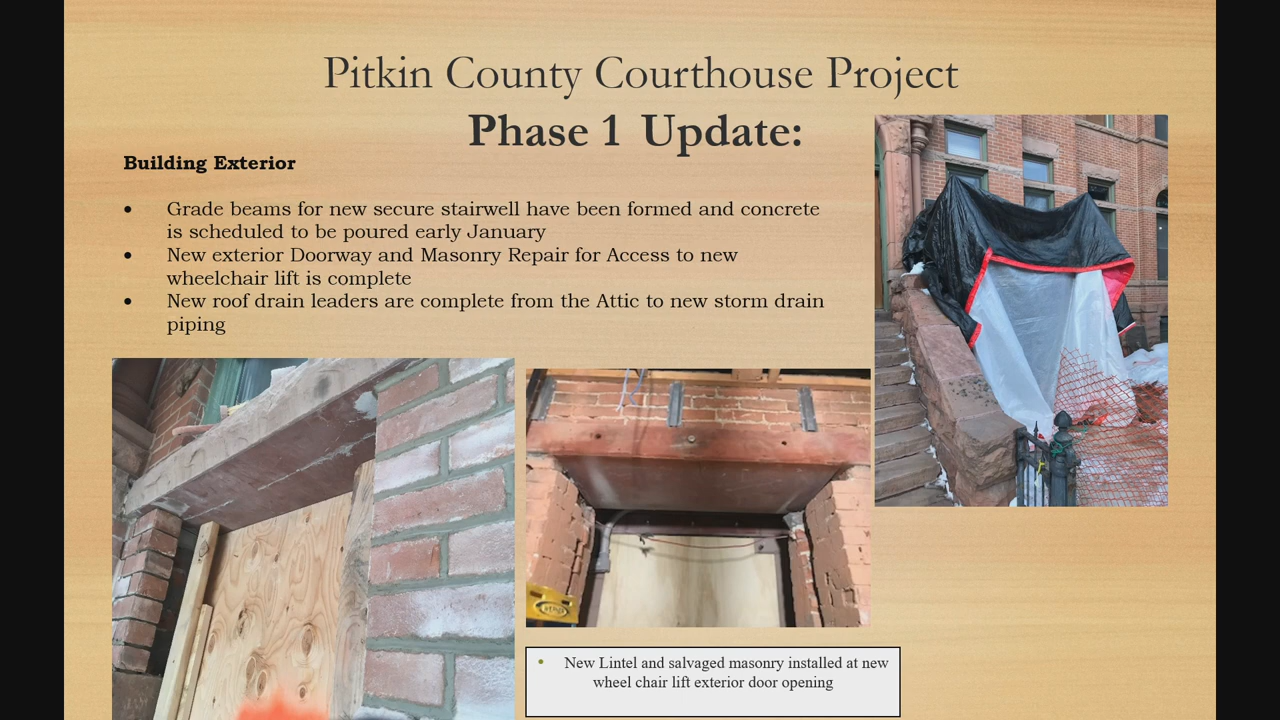 Pitkin County Courthouse Project
Phase 1 Update:
Building Exterior
• Grade beams for new secure stairwell have been formed and concrete
is scheduled to be poured early January
• New exterior Doorway and Masonry Repair for Access to new
wheelchair lift is complete
• New roof drain leaders are complete from the Attic to new storm drain
piping
• New Lintel and salvaged masonry installed at new
wheel chair lift exterior door opening